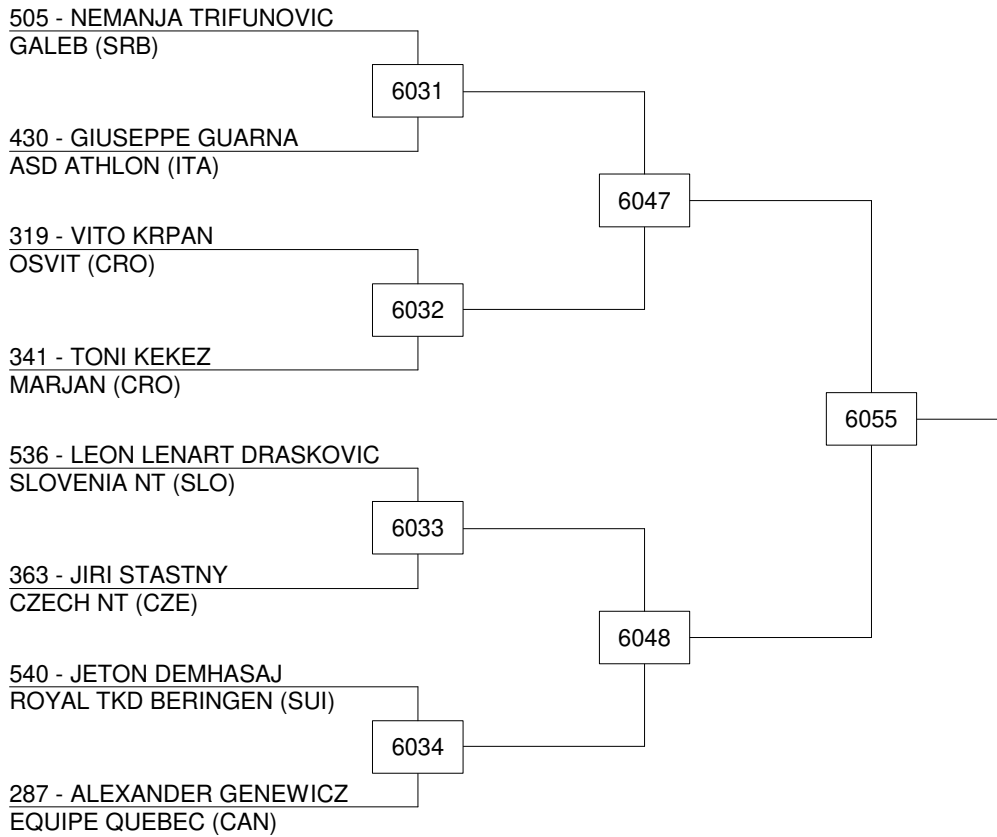 505 - NEMANJA TRIFUNOVIC
GALEB (SRB)
6031
430 - GIUSEPPE GUARNA
ASD ATHLON (ITA)
6047
319 - VITO KRPAN
OSVIT (CRO)
6032
341 - TONI KEKEZ
MARJAN (CRO)
6055
536 - LEON LENART DRASKOVIC
SLOVENIA NT (SLO)
6033
363 - JIRI STASTNY
CZECH NT (CZE)
6048
540 - JETON DEMHASAJ
ROYAL TKD BERINGEN (SUI)
6034
287 - ALEXANDER GENEWICZ
EQUIPE QUEBEC (CAN)